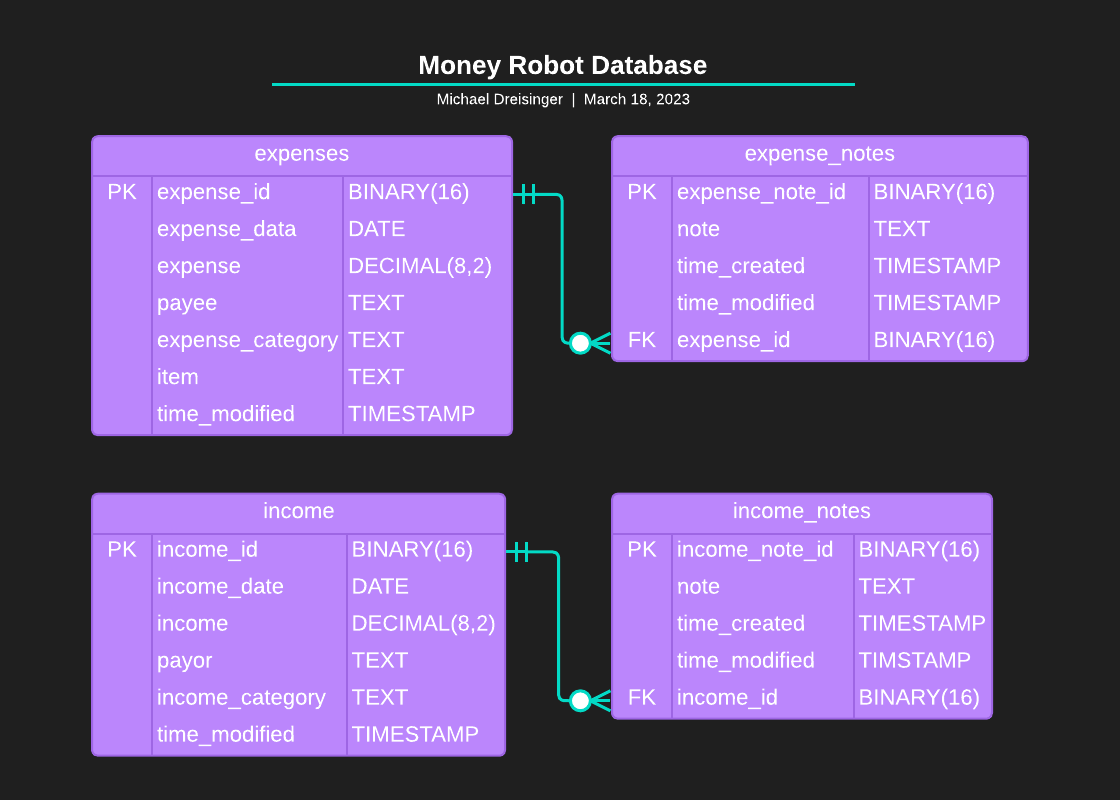 Money Robot Database
Michael Dreisinger | March 18, 2023
expenses
PK expense_id BINARY(16)
expense_data DATE
expense DECIMAL(8,2)
payee TEXT
expense_category TEXT
item TEXT
time_modified TIMESTAMP
expense_notes
PK expense_note_id BINARY(16)
note TEXT
time_created TIMESTAMP
time_modified TIMESTAMP
FK expense_id BINARY(16)
income
PK income_id BINARY(16)
income_date DATE
income DECIMAL(8,2)
payor TEXT
income_category TEXT
time_modified TIMESTAMP
income_notes
PK income_note_id BINARY(16)
note TEXT
time_created TIMESTAMP
time_modified TIMSTAMP
FK income_id BINARY(16)